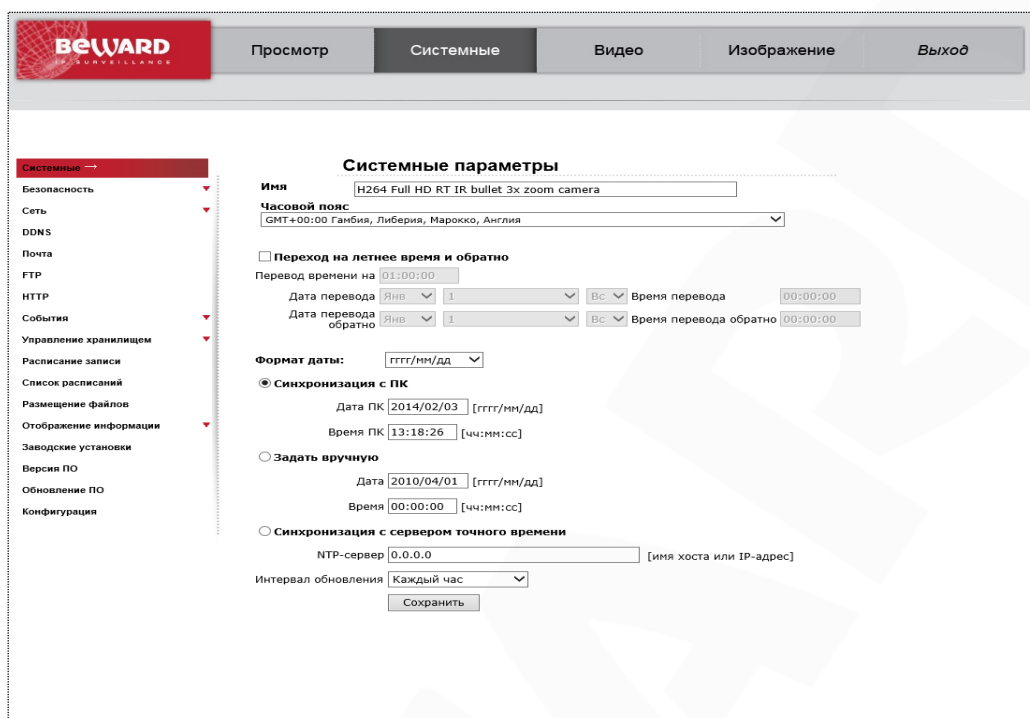 BEWARD
IP SURVEILLANCE
Просмотр
Системные
Видео
Изображение
Выход
Системные →
Безопасность
Сеть
DDNS
Почта
FTP
HTTP
События
Управление хранилищем
Расписание записи
Список расписаний
Размещение файлов
Отображение информации
Заводские установки
Версия ПО
Обновление ПО
Конфигурация
Системные параметры
Имя H264 Full HD RT IR bullet 3x zoom camera
Часовой пояс
GMT+00:00 Гамбия, Либерия, Марокко, Англия
Переход на летнее время и обратно
Перевод времени на 01:00:00
Дата перевода Янв 1 Вс Время перевода 00:00:00
Дата перевода обратно Янв 1 Вс Время перевода обратно 00:00:00
Формат даты: гггг/мм/дд
Синхронизация с ПК
Дата ПК 2014/02/03 [гггг/мм/дд]
Время ПК 13:18:26 [чч:мм:сс]
Задать вручную
Дата 2010/04/01 [гггг/мм/дд]
Время 00:00:00 [чч:мм:сс]
Синхронизация с сервером точного времени
NTP-сервер 0.0.0.0 [имя хоста или IP-адрес]
Интервал обновления Каждый час
Сохранить